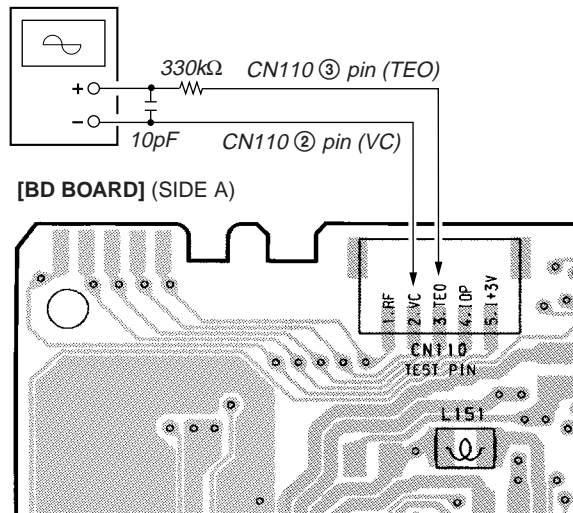 330kΩ
CN110 ③ pin (TEO)
+
–
10pF
CN110 ② pin (VC)
[BD BOARD] (SIDE A)
1.RF
2.VC
3.TEO
4.IOP
5.+3V
CN110
TEST PIN
L151